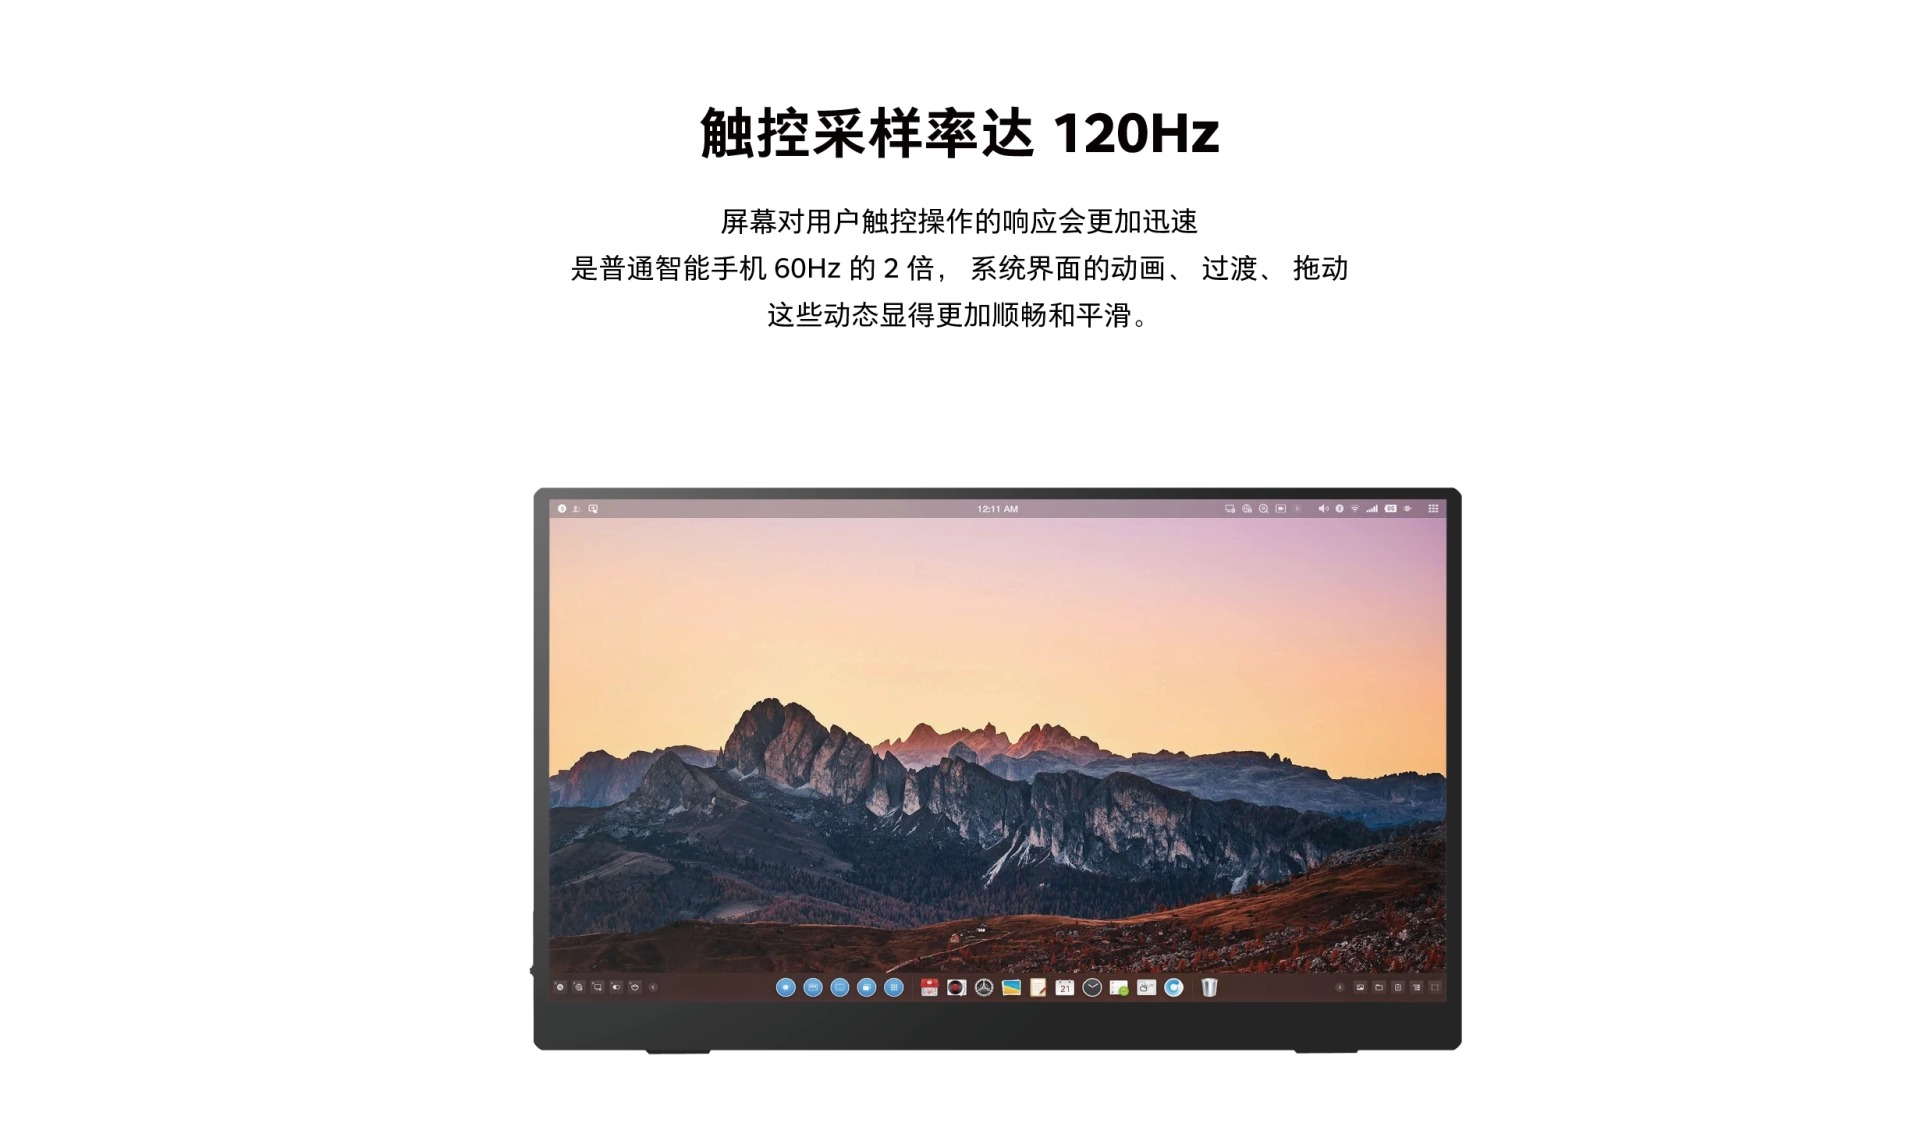 触控采样率达 120Hz
屏幕对用户触控操作的响应会更加迅速
是普通智能手机 60Hz 的 2 倍， 系统界面的动画、 过渡、 拖动
这些动态显得更加顺畅和平滑。
12:11 AM
21